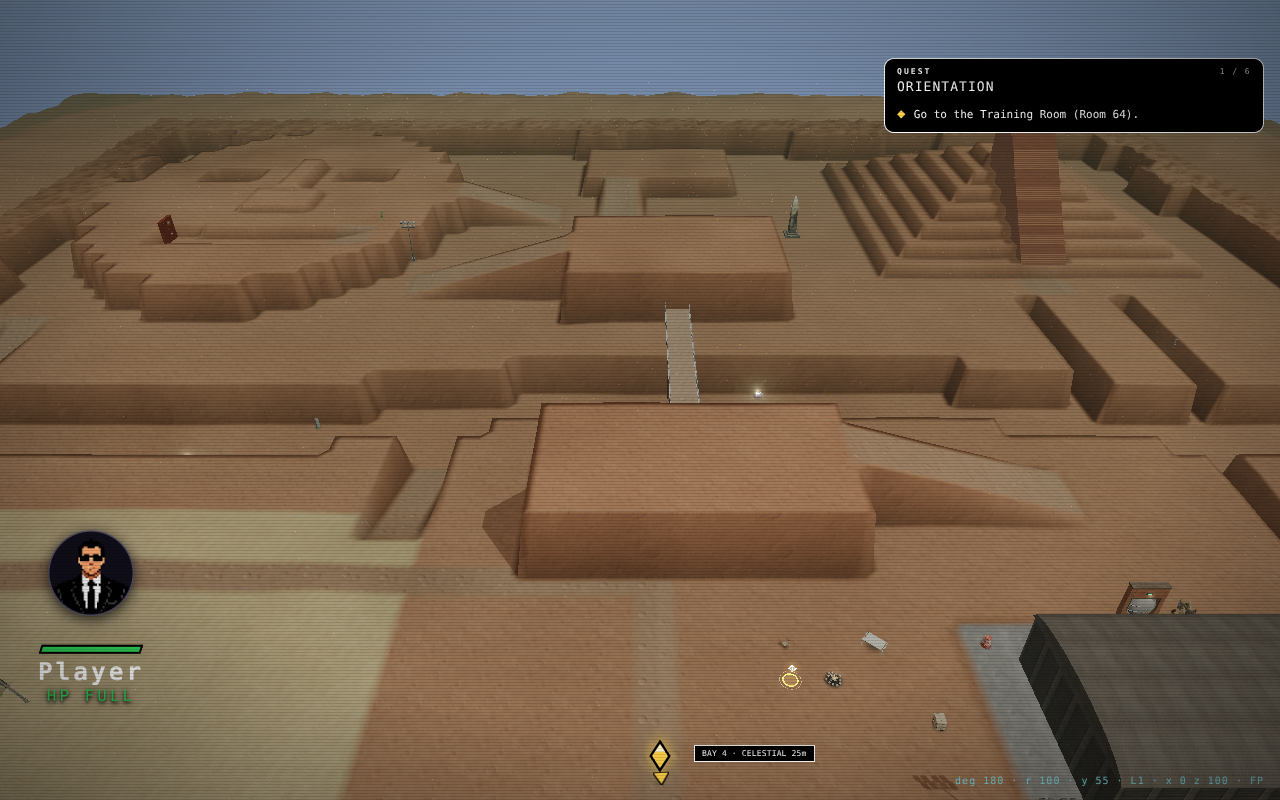 QUEST
1 / 6
ORIENTATION
Go to the Training Room (Room 64).
Player
HP FULL
BAY 4 · CELESTIAL 25m
deg 180 · r 100 · y 55 · L1 · x 0 z 100 · FP